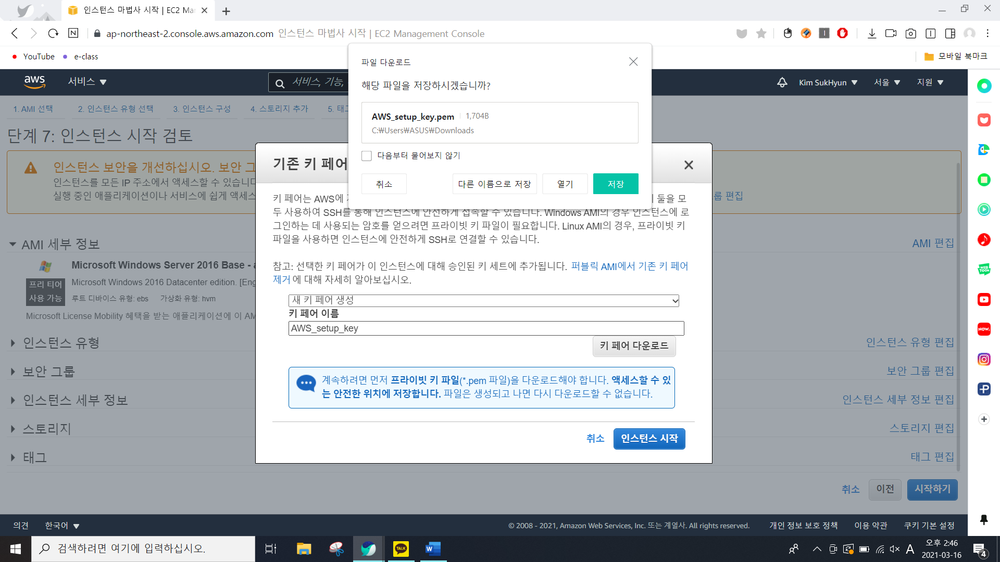 인스턴스 마법사 시작 | EC2 Ma
ap-northeast-2.console.aws.amazon.com 인스턴스 마법사 시작 | EC2 Management Console
YouTube
e-class
모바일 북마크
파일 다운로드
해당 파일을 저장하시겠습니까?
AWS_setup_key.pem 1,704B
C:₩Users₩ASUS₩Downloads
다음부터 물어보지 않기
취소
다른 이름으로 저장
열기
저장
aws
서비스
서비스, 기능,
Kim SukHyun
서울
지원
1. AMI 선택
2. 인스턴스 유형 선택
3. 인스턴스 구성
4. 스토리지 추가
5. 태그
단계 7: 인스턴스 시작 검토
인스턴스 보안을 개선하십시오. 보안 그
인스턴스를 모든 IP 주소에서 액세스할 수 있습니다
실행 중인 애플리케이션이나 서비스에 쉽게 액세스
룹 편집
기존 키 페어
키 페어는 AWS에 둘을 모
두 사용하여 SSH를 통해 인스턴스에 안전하게 접속할 수 있습니다. Windows AMI의 경우 인스턴스에 로
그인하는 데 사용되는 암호를 얻으려면 프라이빗 키 파일이 필요합니다. Linux AMI의 경우, 프라이빗 키
파일을 사용하면 인스턴스에 안전하게 SSH로 연결할 수 있습니다.
참고: 선택한 키 페어가 이 인스턴스에 대해 승인된 키 세트에 추가됩니다. 퍼블릭 AMI에서 기존 키 페어
제거에 대해 자세히 알아보십시오.
새 키 페어 생성
키 페어 이름
AWS_setup_key
키 페어 다운로드
계속하려면 먼저 프라이빗 키 파일(*.pem 파일)을 다운로드해야 합니다. 액세스할 수 있
는 안전한 위치에 저장합니다. 파일은 생성되고 나면 다시 다운로드할 수 없습니다.
취소
인스턴스 시작
AMI 세부 정보
AMI 편집
Microsoft Windows Server 2016 Base - a
프리 티어
사용 가능
Microsoft Windows 2016 Datacenter edition. [Eng
루트 디바이스 유형: ebs 가상화 유형: hvm
Microsoft License Mobility 혜택을 받는 애플리케이션에 이 AM
인스턴스 유형
인스턴스 유형 편집
보안 그룹
보안 그룹 편집
인스턴스 세부 정보
인스턴스 세부 정보 편집
스토리지
스토리지 편집
태그
태그 편집
취소
이전
시작하기
WEB
TOON
NOW.
의견
한국어
© 2008 - 2021, Amazon Web Services, Inc. 또는 계열사. All rights reserved.
개인 정보 보호 정책
이용 약관
쿠키 기본 설정
검색하려면 여기에 입력하십시오.
TALK
W
A
오후 2:46
2021-03-16
4